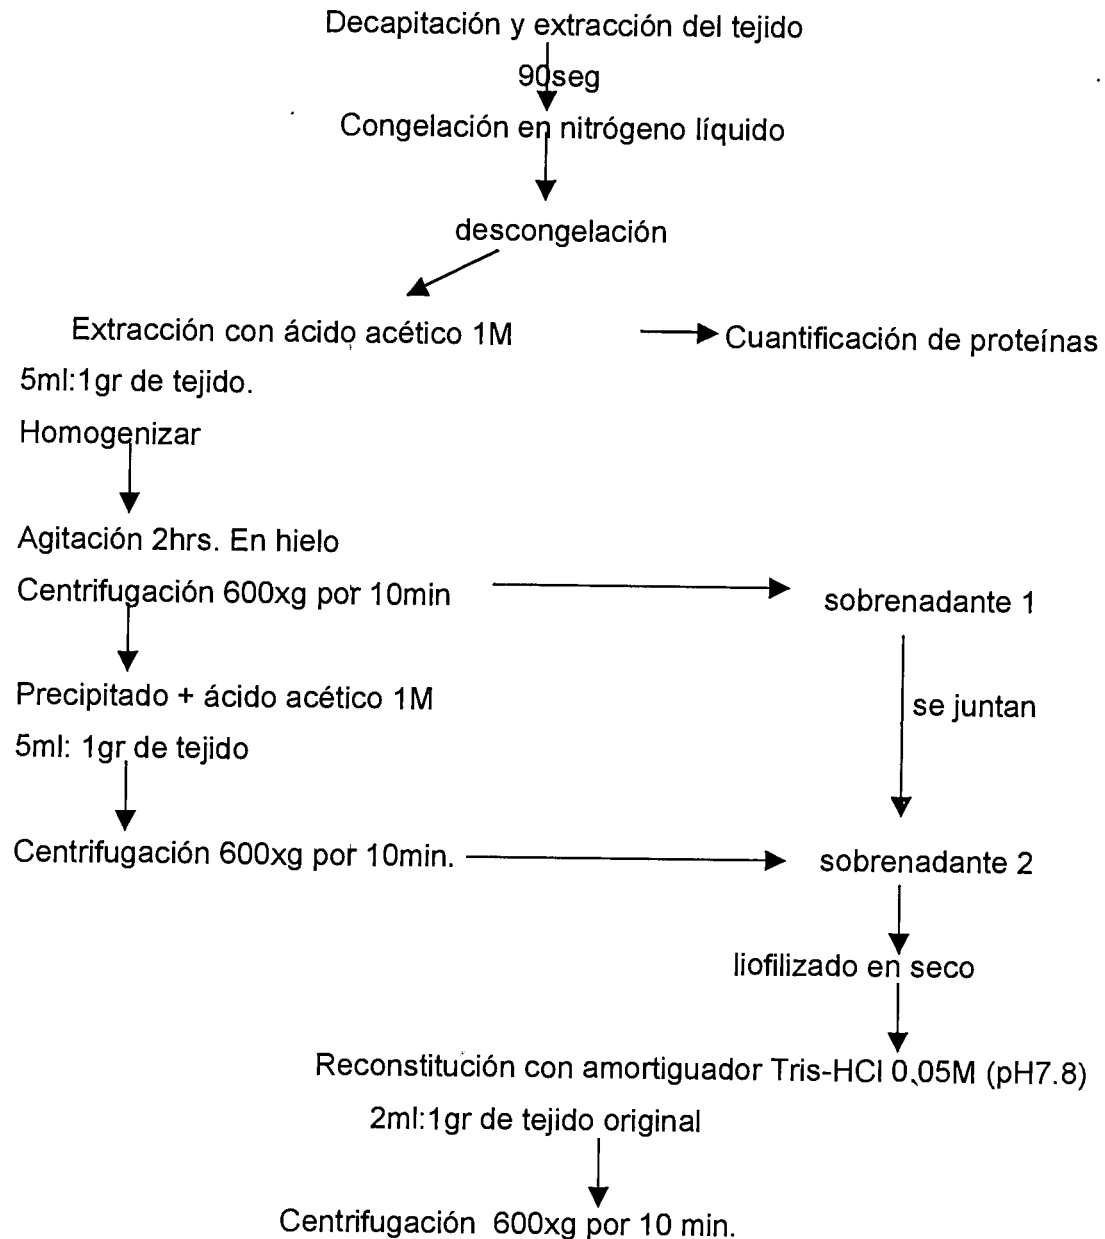 Decapitación y extracción del tejido
90seg
Congelación en nitrógeno líquido
descongelación
Extracción con ácido acético 1M
Cuantificación de proteínas
5ml:1gr de tejido.
Homogenizar
Agitación 2hrs. En hielo
Centrifugación 600xg por 10min
sobrenadante 1
Precipitado + ácido acético 1M
se juntan
5ml: 1gr de tejido
Centrifugación 600xg por 10min.
sobrenadante 2
liofilizado en seco
Reconstitución con amortiguador Tris-HCl 0.05M (pH7.8)
2ml:1gr de tejido original
Centrifugación 600xg por 10 min.